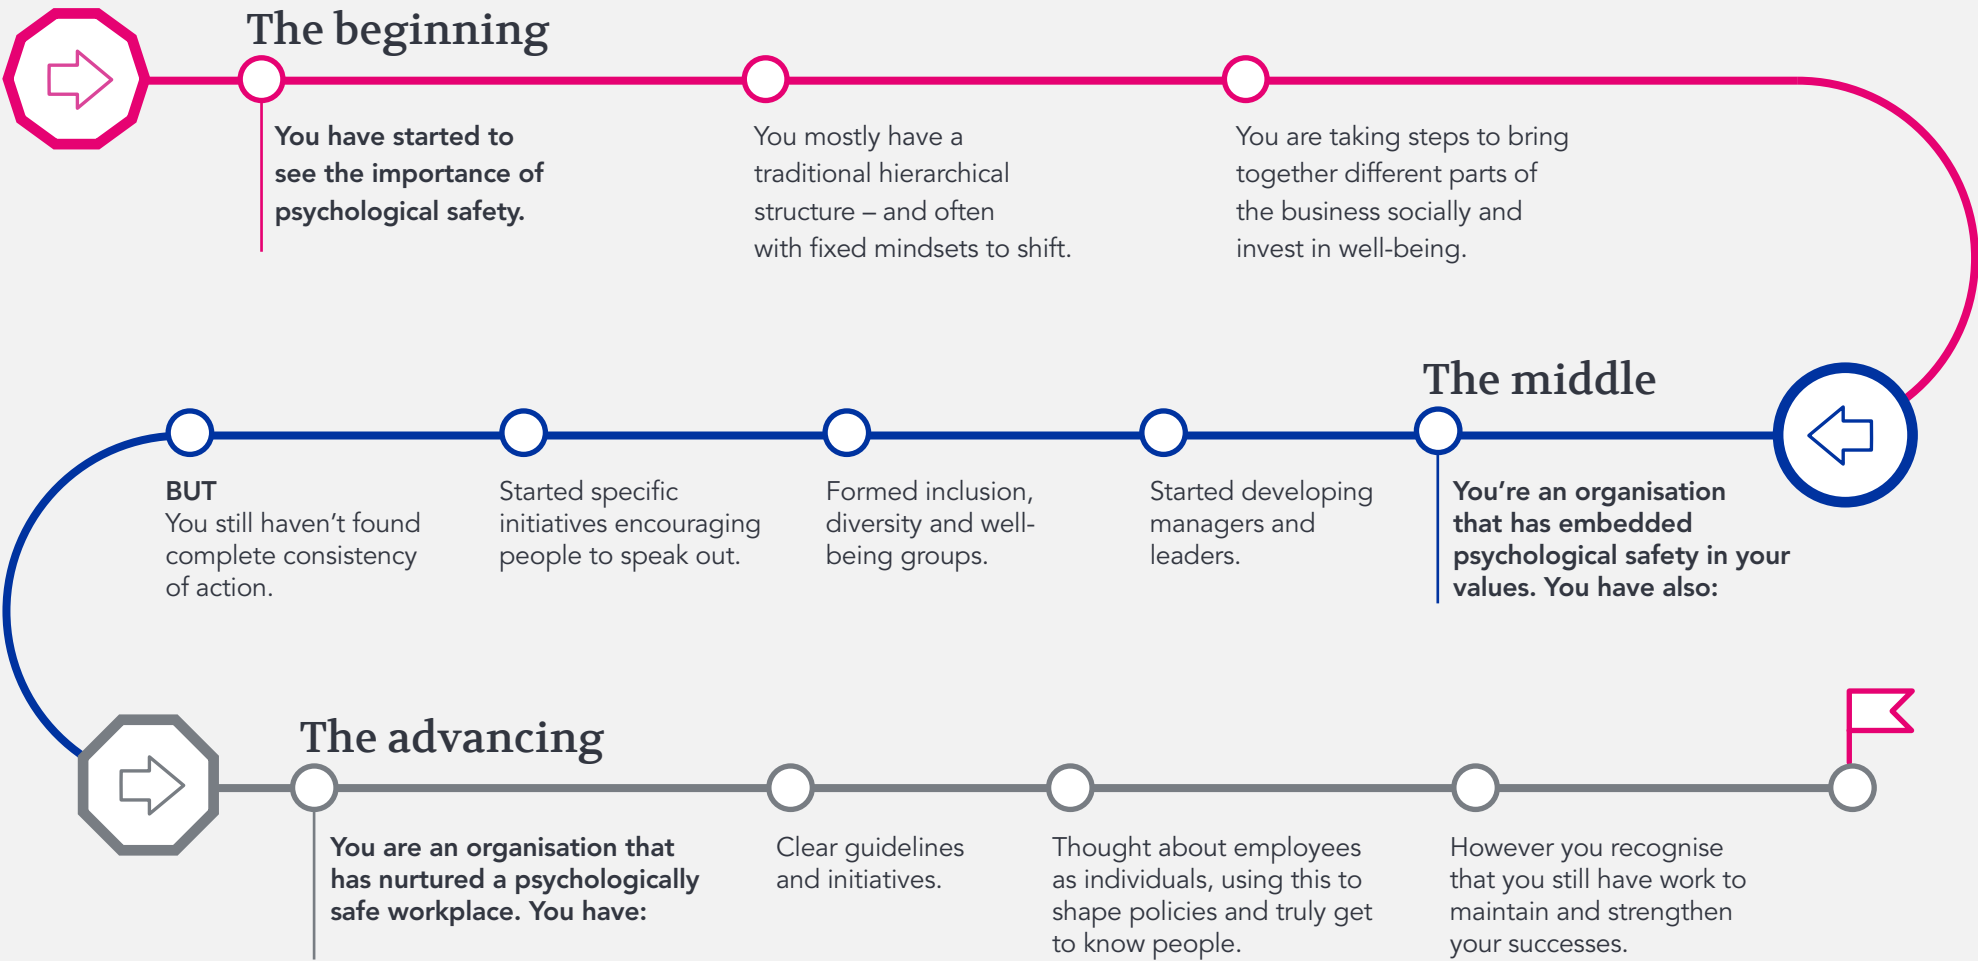 The beginning
You have started to
see the importance of
psychological safety.
You mostly have a
traditional hierarchical
structure – and often
with fixed mindsets to shift.
You are taking steps to bring
together different parts of
the business socially and
invest in well-being.
The middle
You're an organisation
that has embedded
psychological safety in your
values. You have also:
Started developing
managers and
leaders.
Formed inclusion,
diversity and well-
being groups.
Started specific
initiatives encouraging
people to speak out.
BUT
You still haven't found
complete consistency
of action.
The advancing
You are an organisation that
has nurtured a psychologically
safe workplace. You have:
Clear guidelines
and initiatives.
Thought about employees
as individuals, using this to
shape policies and truly get
to know people.
However you recognise
that you still have work to
maintain and strengthen
your successes.